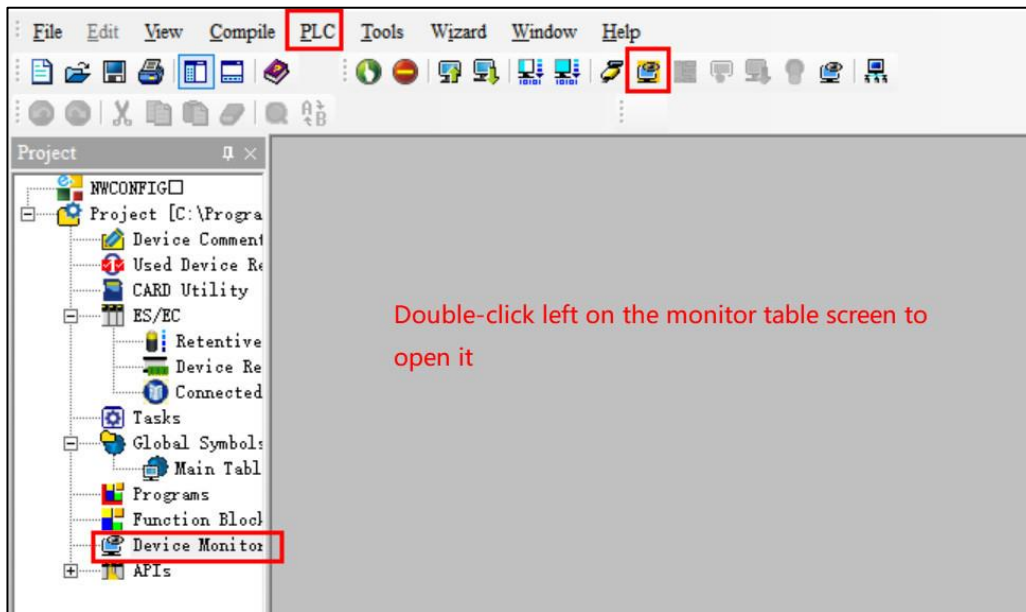 File Edit View Compile PLC Tools Wizard Window Help
Project
NWCONFIG□
Project [C:\Progra
Device Comment
Used Device Re
CARD Utility
ES/EC
Retentive
Device Re
Connected
Tasks
Global Symbols
Main Tabl
Programs
Function Bloc
Device Monitor
APIs
Double-click left on the monitor table screen to
open it